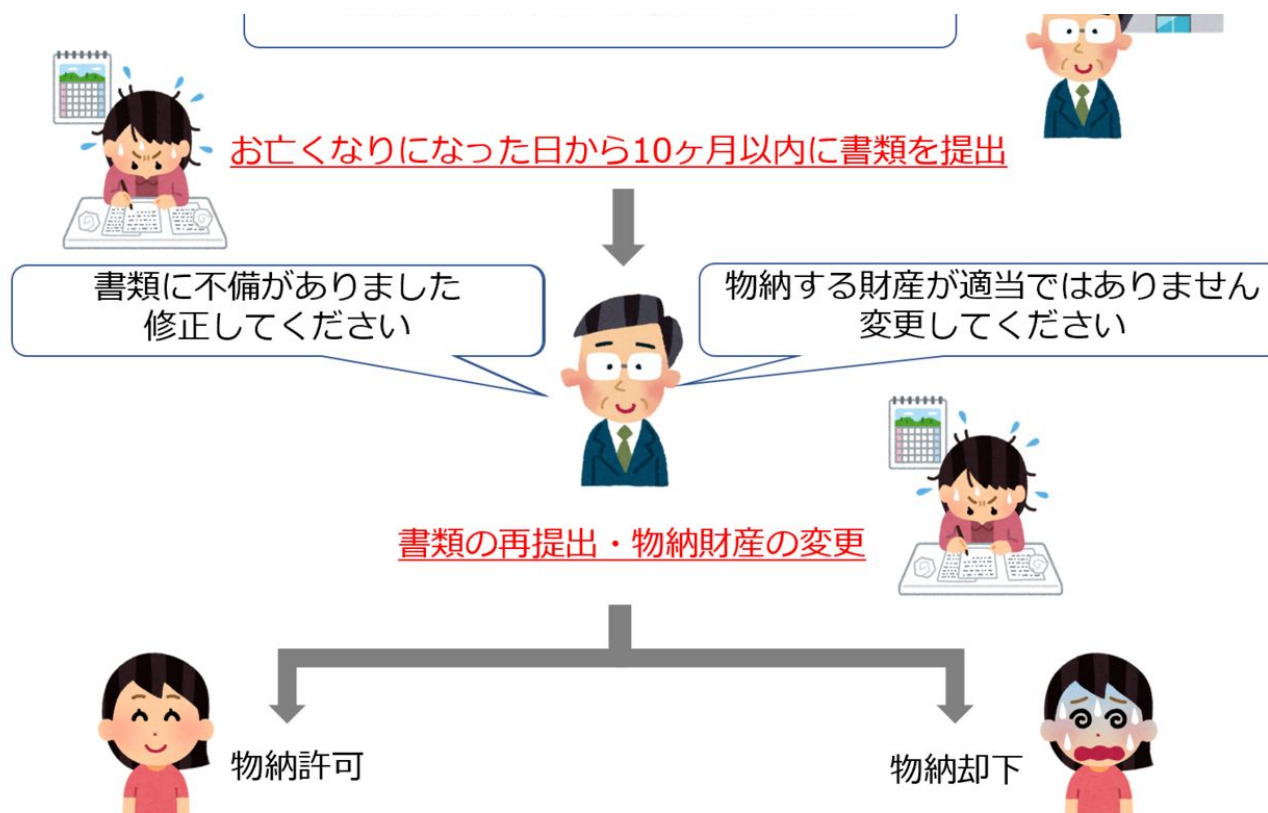 お亡くなりになった日から10ヶ月以内に書類を提出
書類に不備がありました
修正してください
物納する財産が適当ではありません
変更してください
書類の再提出・物納財産の変更
物納許可
物納却下